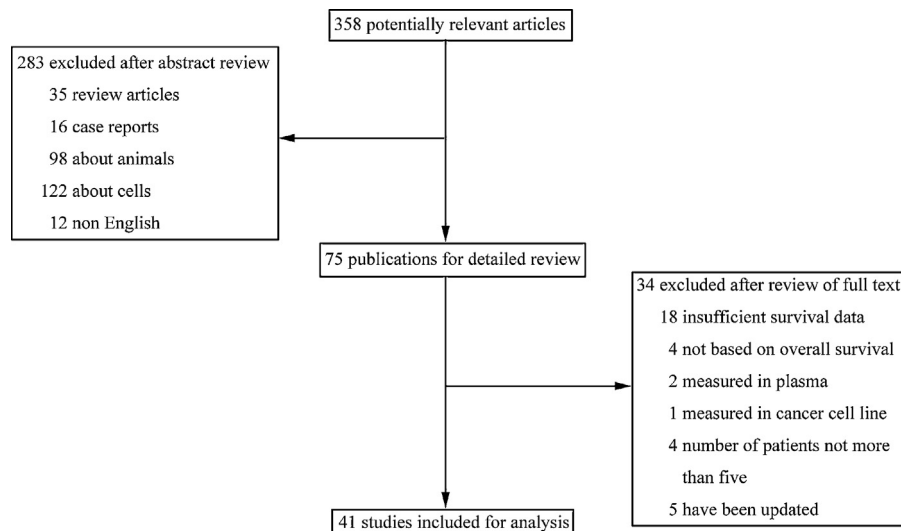 358 potentially relevant articles
283 excluded after abstract review
35 review articles
16 case reports
98 about animals
122 about cells
12 non English
75 publications for detailed review
34 excluded after review of full text
18 insufficient survival data
4 not based on overall survival
2 measured in plasma
1 measured in cancer cell line
4 number of patients not more
than five
5 have been updated
41 studies included for analysis